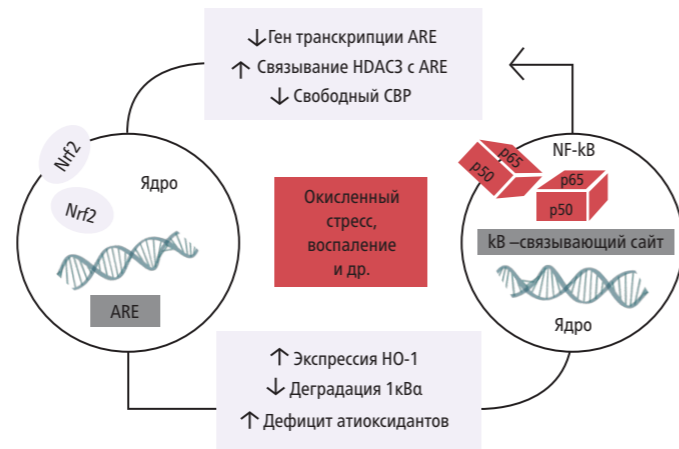 ↓ Ген транскрипции ARE
↑ Связывание HDAC3 с ARE
↓ Свободный СВР
Nrf2
Nrf2
Ядро
ARE
Окисленный
стресс,
воспаление
и др.
NF-kB
p65
p50
p65
p50
kB –связывающий сайт
Ядро
↑ Экспрессия НО-1
↓ Деградация 1кВα
↑ Дефицит атиоксидантов